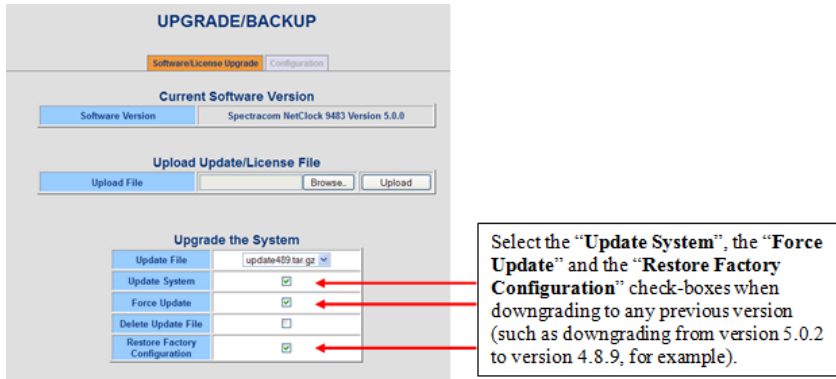 UPGRADE/BACKUP
Software/License Upgrade Configuration
Current Software Version
Software Version Spectracom NetClock 9483 Version 5.0.0
Upload Update/License File
Upload File Browse.. Upload
Upgrade the System
Update File update489.tar.gz
Update System
Force Update
Delete Update File
Restore Factory
Configuration
Select the “Update System”, the “Force
Update” and the “Restore Factory
Configuration” check-boxes when
downgrading to any previous version
(such as downgrading from version 5.0.2
to version 4.8.9, for example).